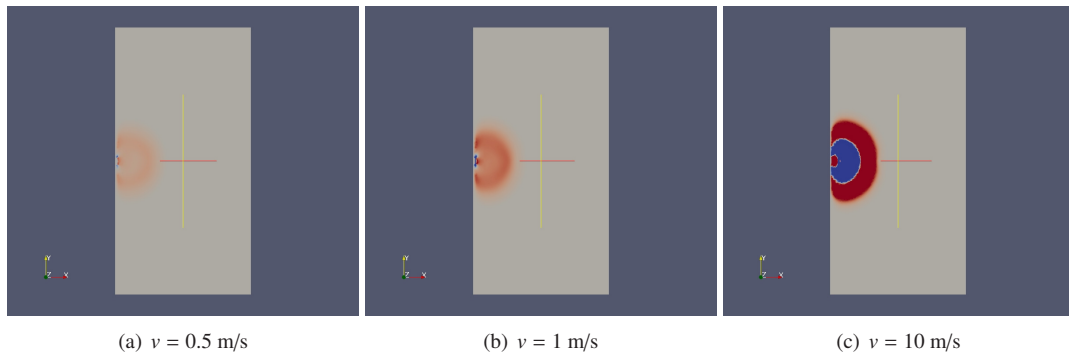 Y
Z X
Y
Z X
Y
Z X
(a) v = 0.5 m/s
(b) v = 1 m/s
(c) v = 10 m/s